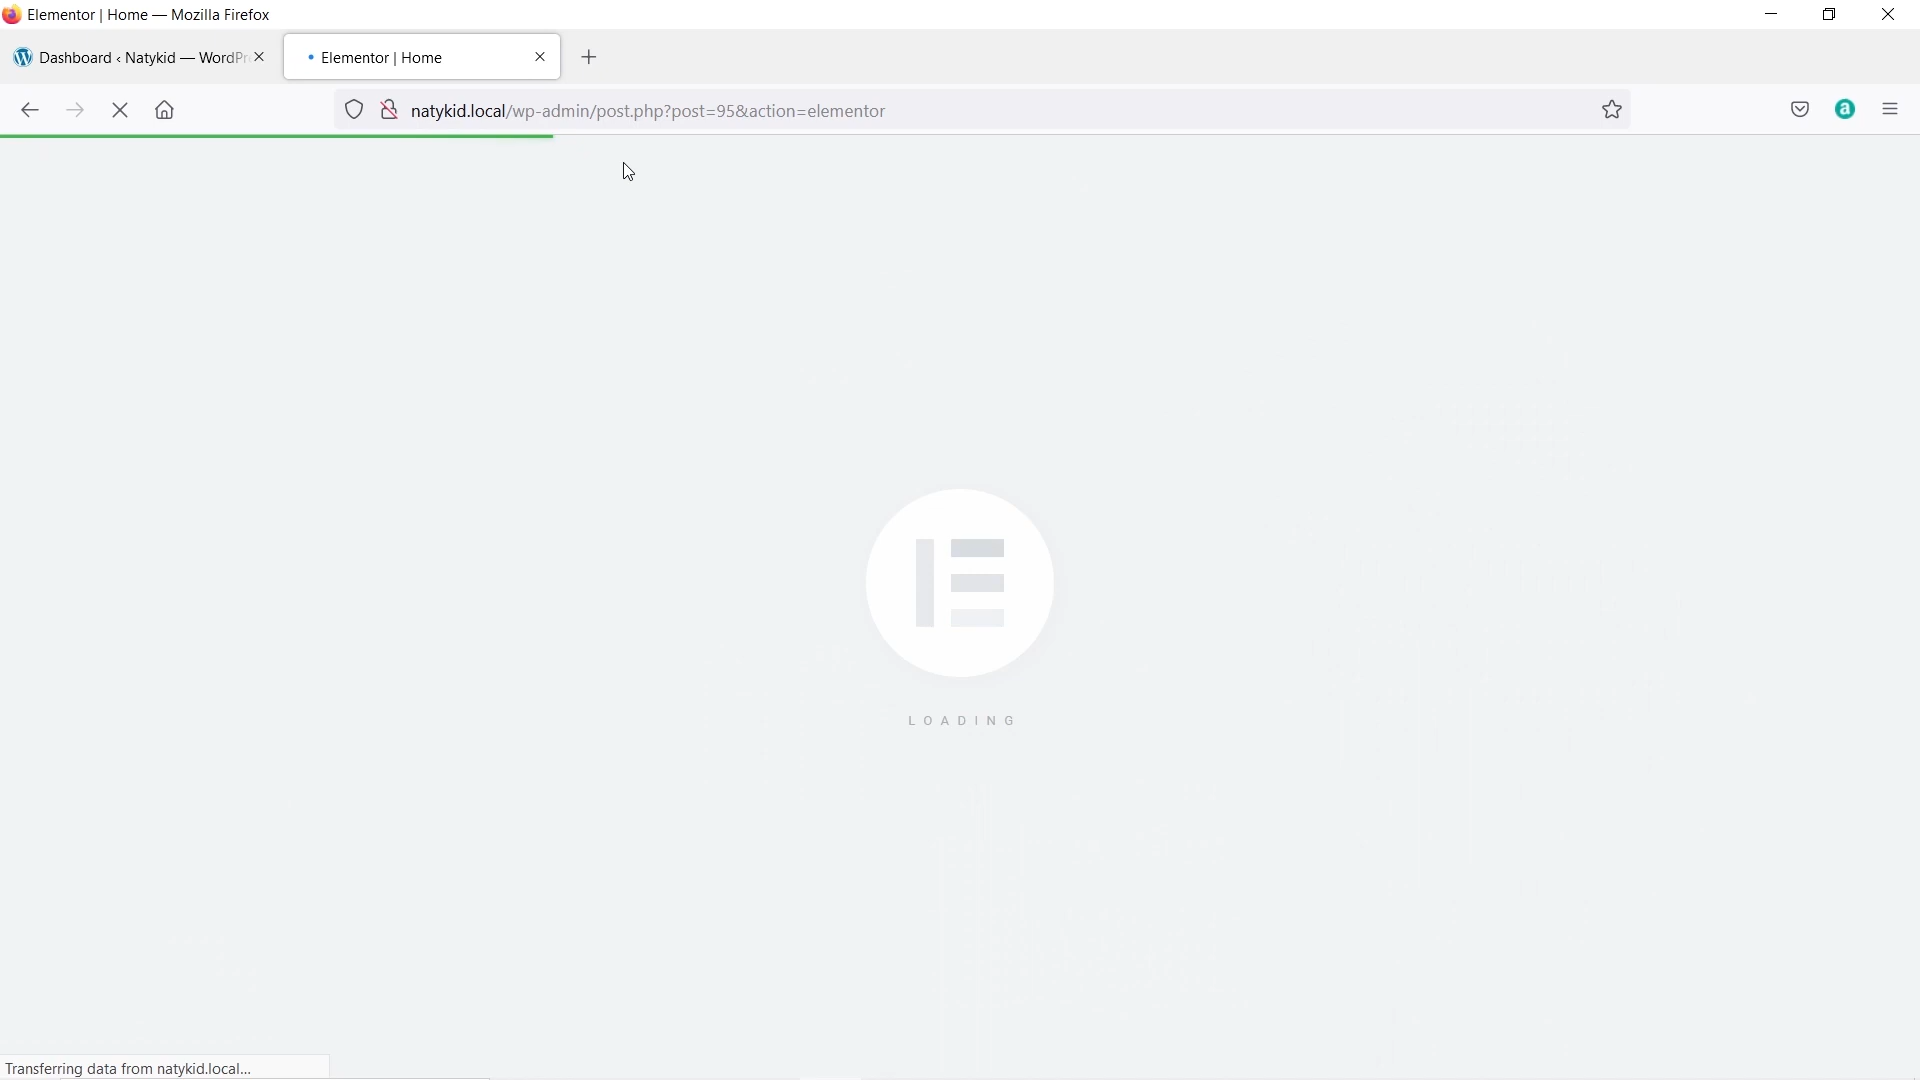 Elementor | Home — Mozilla Firefox
Dashboard ‹ Natykid — WordPr
Elementor | Home
natykid.local/wp-admin/post.php?post=95&action=elementor
LOADING
Transferring data from natykid.local...